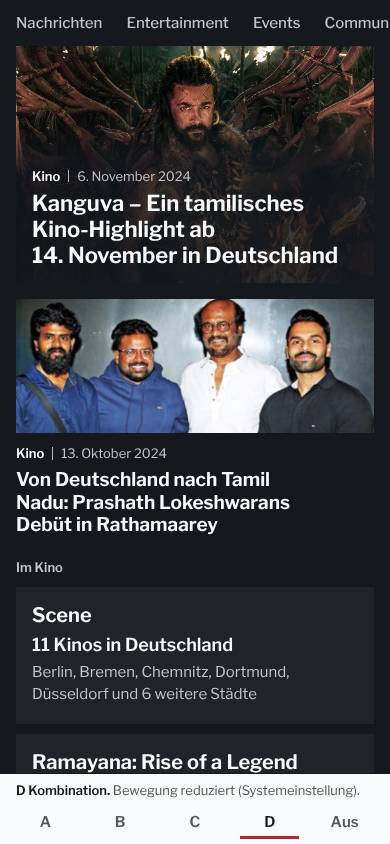 Nachrichten Entertainment Events Commun
Kino | 6. November 2024
Kanguva – Ein tamilisches
Kino-Highlight ab
14. November in Deutschland
Kino | 13. Oktober 2024
Von Deutschland nach Tamil
Nadu: Prashath Lokeshwarans
Debüt in Rathamaarey
Im Kino
Scene
11 Kinos in Deutschland
Berlin, Bremen, Chemnitz, Dortmund,
Düsseldorf und 6 weitere Städte
Ramayana: Rise of a Legend
D Kombination. Bewegung reduziert (Systemeinstellung).
A B C D Aus